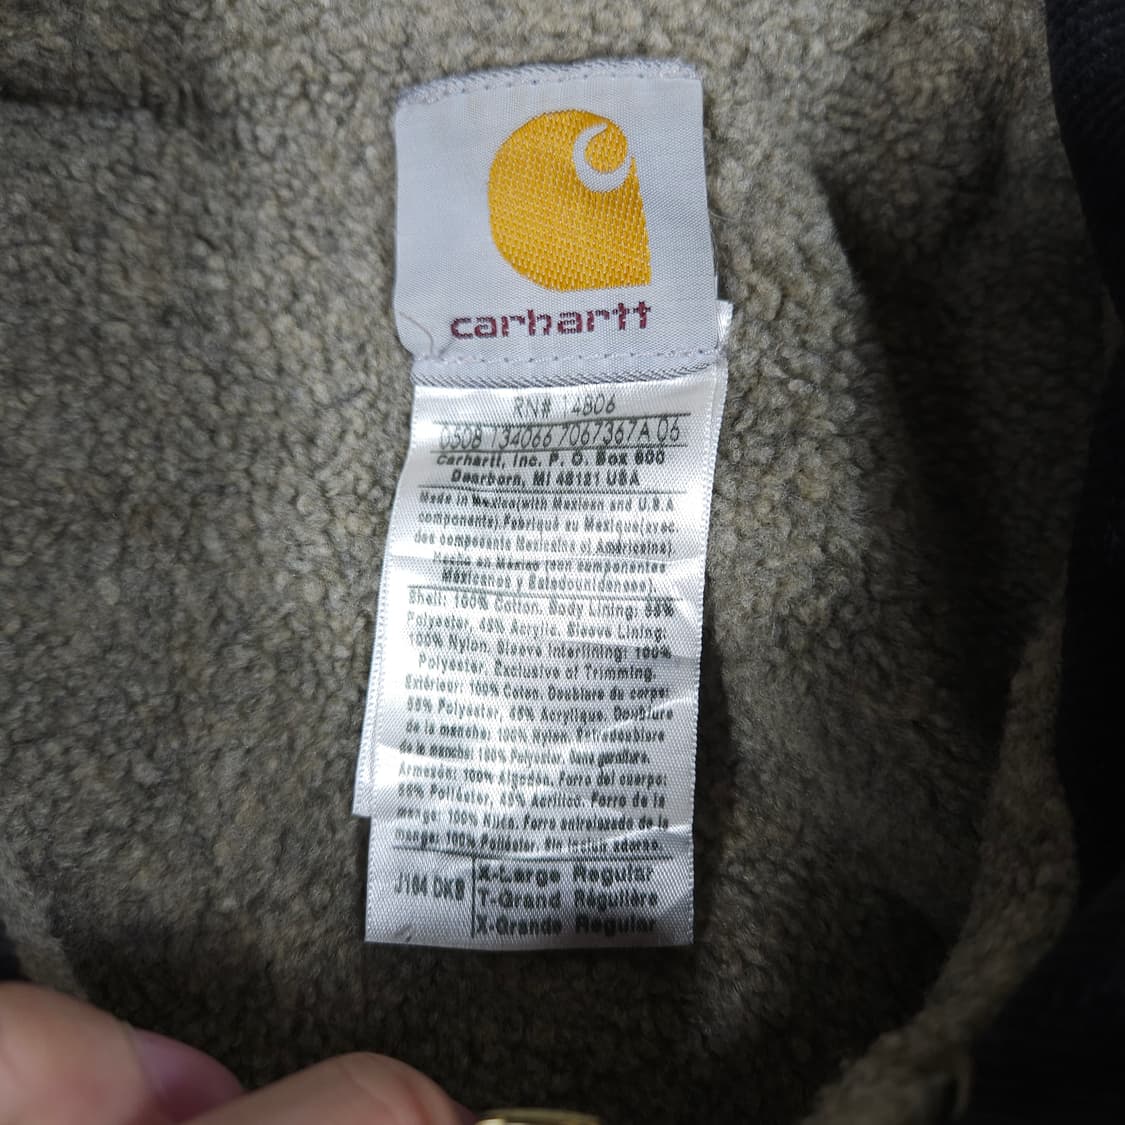 carhartt
RN# 14806
0508 134066 7067367A 06
Carhartt, Inc. P. O. Box 600
Dearborn, MI 48121 USA
Made in Mexico(with Mexican and U.S.A
components).Fabriqué au Mexique(avec
des composants Mexicains et Américains).
Hecho en México (con componentes
Mexicanos y Estadounidenses).
Shell: 100% Cotton. Body Lining: 55%
Polyester, 45% Acrylic. Sleeve Lining:
100% Nylon. Sleeve Interlining: 100%
Polyester. Exclusive of Trimming.
Extérieur: 100% Coton. Doublure du corps:
55% Polyester, 45% Acrylique. Doublure
de la manche: 100% Nylon. Entredoublure
de la manche: 100% Polyester. Sans garniture.
Armazón: 100% Algodón. Forro del cuerpo:
55% Poliéster, 45% Acrílico. Forro de la
manga: 100% Nylon. Forro entrelazado de la
manga: 100% Poliéster. Sin incluir adorno.
J184 DKB
X-Large Regular
T-Grand Régulière
X-Grande Regular